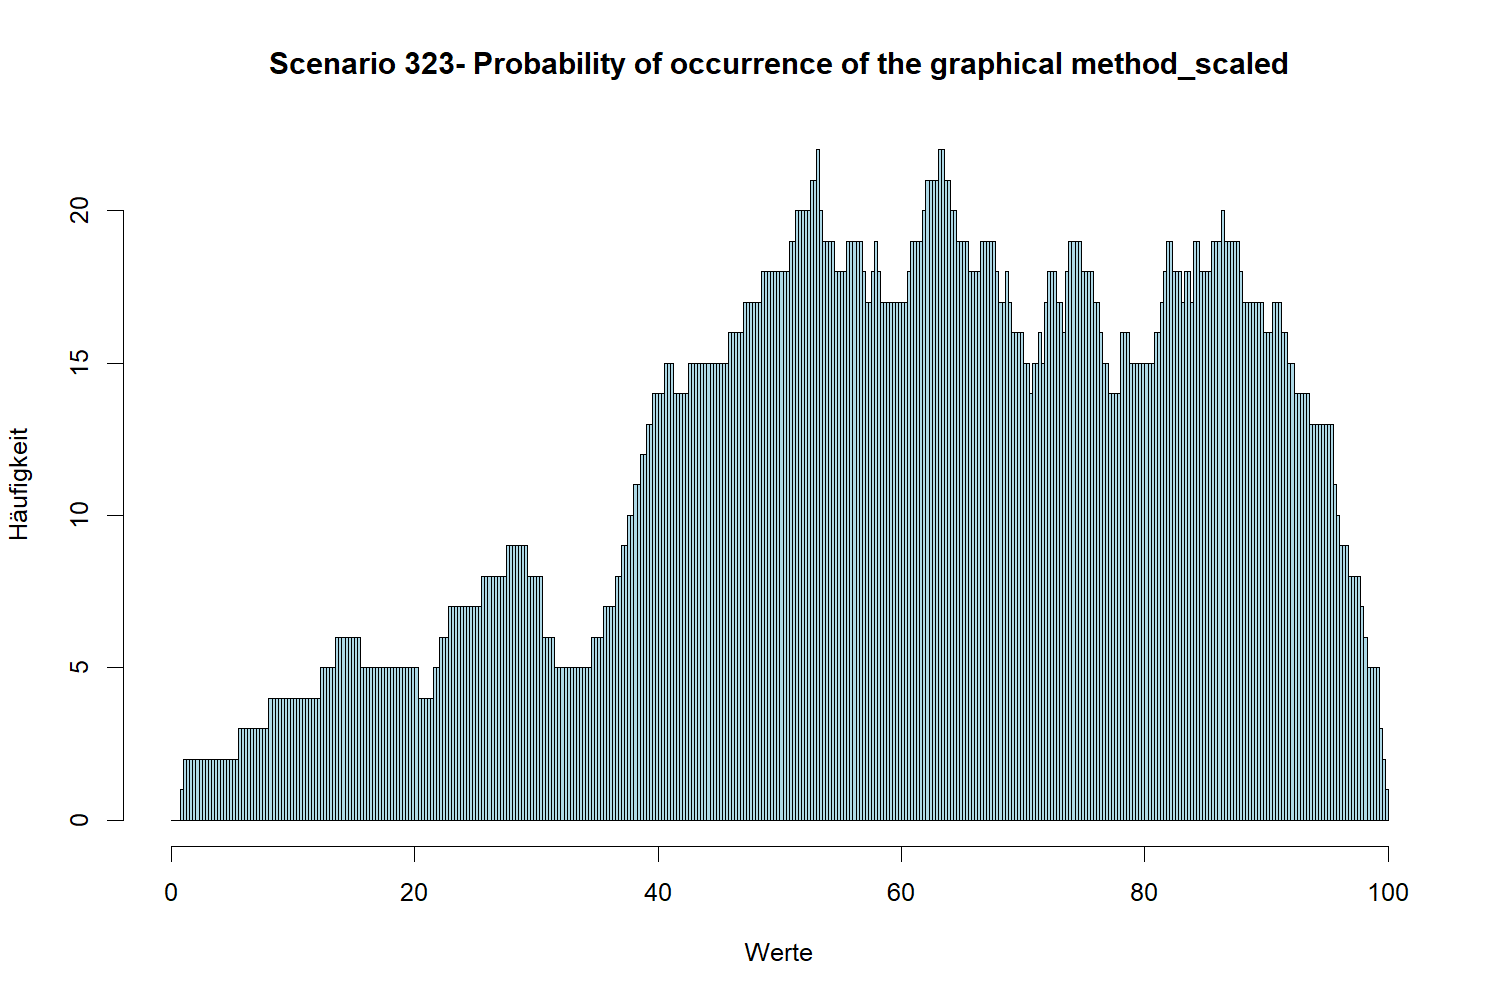 Scenario 323- Probability of occurrence of the graphical method_scaled
20
15
10
5
0
Häufigkeit
0 20 40 60 80 100
Werte